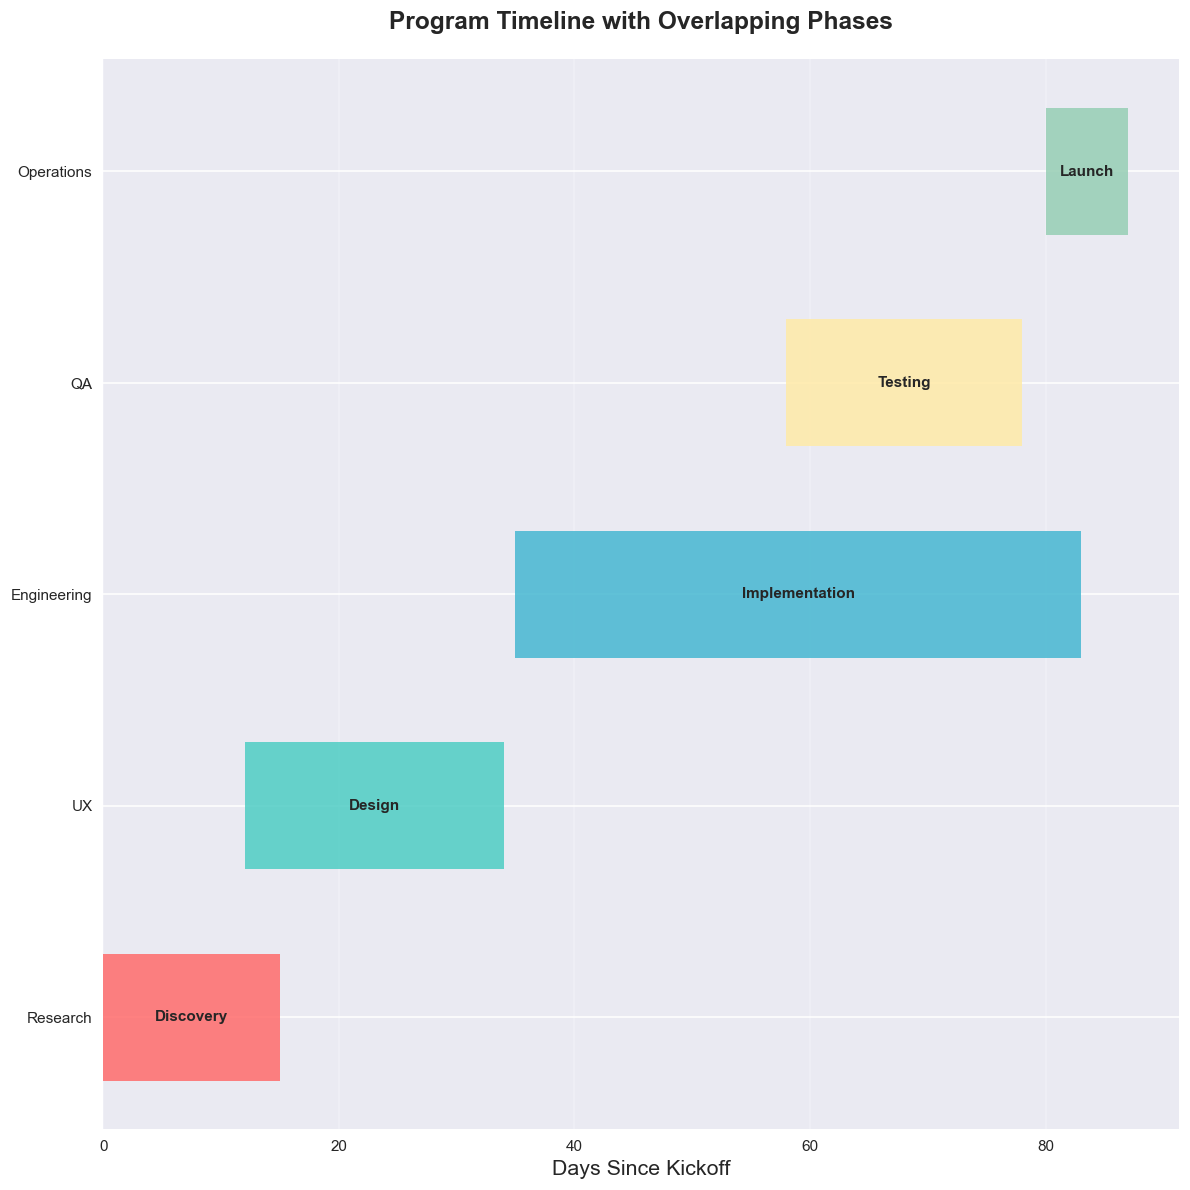 Program Timeline with Overlapping Phases
Operations
Launch
QA
Testing
Engineering
Implementation
UX
Design
Research
Discovery
0 20 40 60 80
Days Since Kickoff